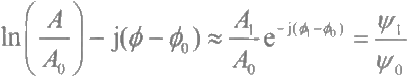 ln(A/A₀) − j(ϕ − ϕ₀) ≈ A₁/A₀ e^{−j(ϕ₁−ϕ₀)} = ψ₁/ψ₀